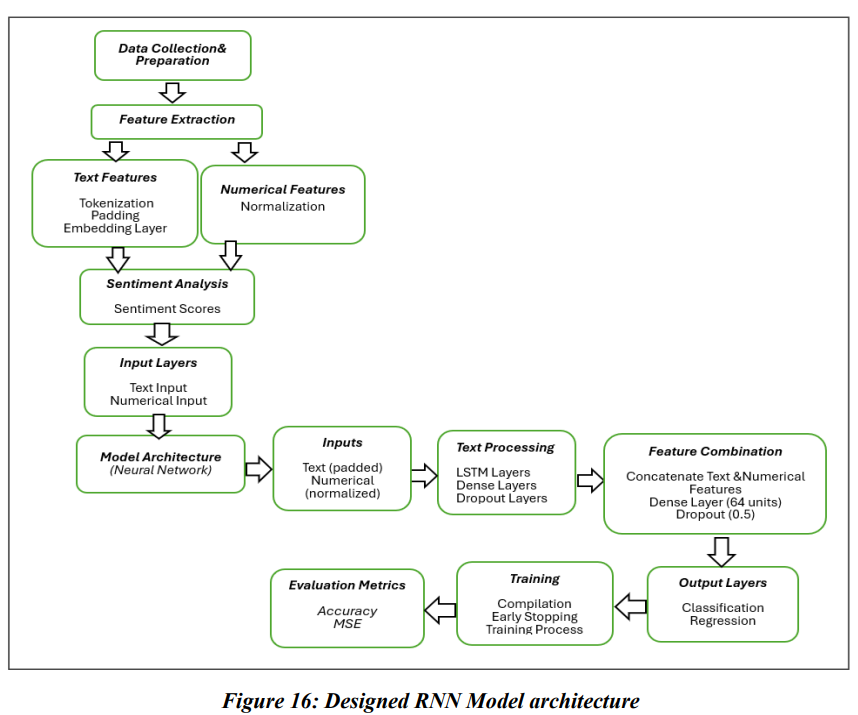 Data Collection&
Preparation
Feature Extraction
Text Features
Tokenization
Padding
Embedding Layer
Numerical Features
Normalization
Sentiment Analysis
Sentiment Scores
Input Layers
Text Input
Numerical Input
Model Architecture
(Neural Network)
Inputs
Text (padded)
Numerical
(normalized)
Text Processing
LSTM Layers
Dense Layers
Dropout Layers
Feature Combination
Concatenate Text &Numerical
Features
Dense Layer (64 units)
Dropout (0.5)
Output Layers
Classification
Regression
Training
Compilation
Early Stopping
Training Process
Evaluation Metrics
Accuracy
MSE
Figure 16: Designed RNN Model architecture